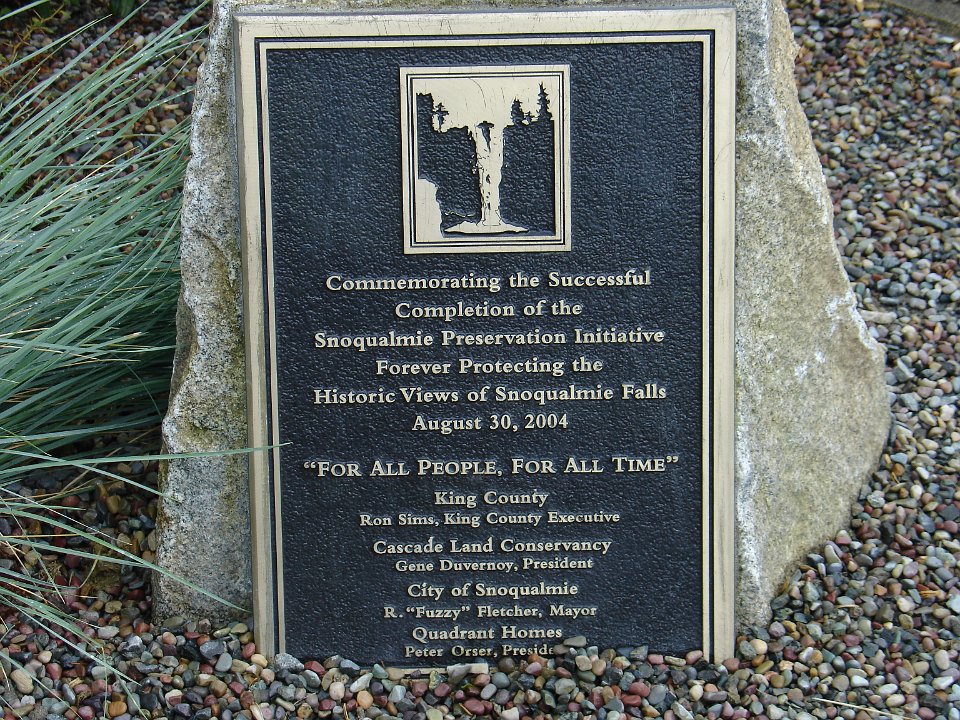 Commemorating the Successful
Completion of the
Snoqualmie Preservation Initiative
Forever Protecting the
Historic Views of Snoqualmie Falls
August 30, 2004
“For All People, For All Time”
King County
Ron Sims, King County Executive
Cascade Land Conservancy
Gene Duvernoy, President
City of Snoqualmie
R. “Fuzzy” Fletcher, Mayor
Quadrant Homes
Peter Orser, Preside